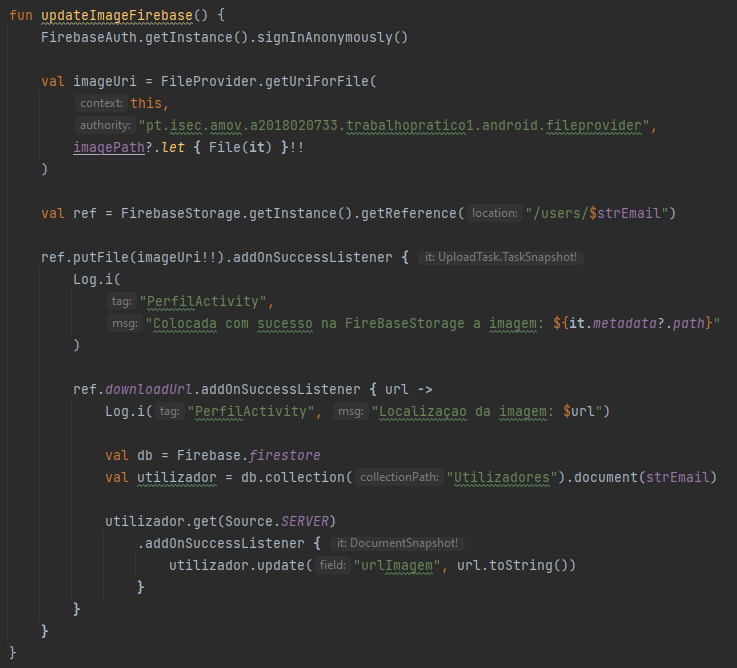 fun updateImageFirebase() {
FirebaseAuth.getInstance().signInAnonymously()
val imageUri = FileProvider.getUriForFile(
context: this,
authority: "pt.isec.amov.a2018020733.trabalhopratico1.android.fileprovider",
imagePath?.let { File(it) }!!
)
val ref = FirebaseStorage.getInstance().getReference( location: "/users/$strEmail")
ref.putFile(imageUri!!).addOnSuccessListener { it: UploadTask.TaskSnapshot!
Log.i(
tag: "PerfilActivity",
msg: "Colocada com sucesso na FireBaseStorage a imagem: ${it.metadata?.path}"
)
ref.downloadUrl.addOnSuccessListener { url ->
Log.i( tag: "PerfilActivity", msg: "Localizaçao da imagem: $url")
val db = Firebase.firestore
val utilizador = db.collection( collectionPath: "Utilizadores").document(strEmail)
utilizador.get(Source.SERVER)
.addOnSuccessListener { it: DocumentSnapshot!
utilizador.update( field: "urlImagem", url.toString())
}
}
}
}